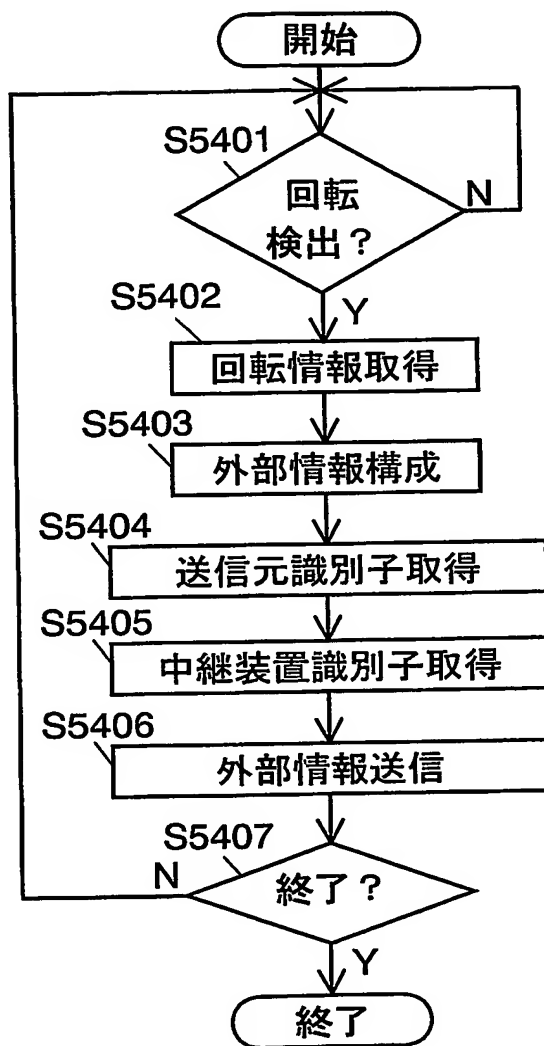 開始
S5401
回転
検出？
N
Y
S5402
回転情報取得
S5403
外部情報構成
S5404
送信元識別子取得
S5405
中継装置識別子取得
S5406
外部情報送信
S5407
N
終了？
Y
終了